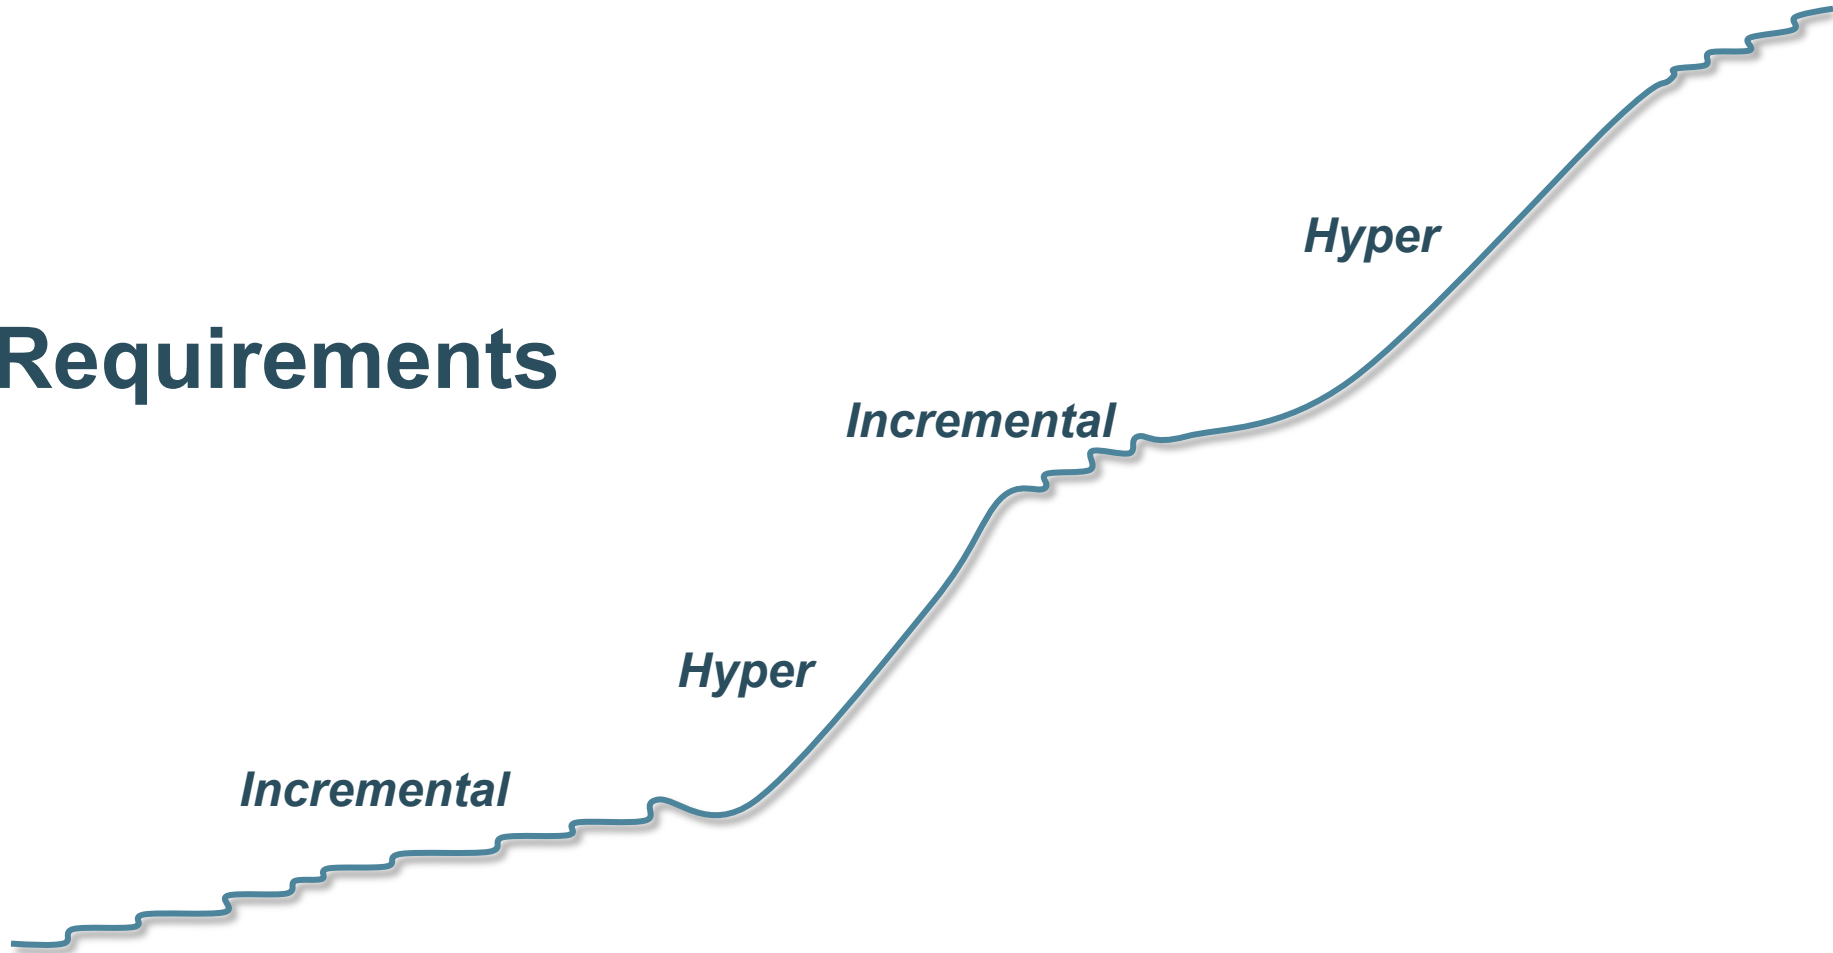 Hyper
Requirements
Incremental
Hyper
Incremental